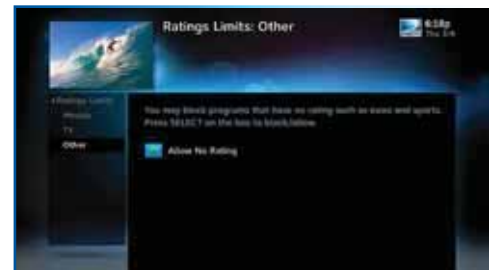 Ratings Limits: Other
6:18p
Ratings Limits
Movies
TV
Other
You may block programs that have no rating such as news and sports.
Press SELECT on the box to block/allow.
Allow No Rating